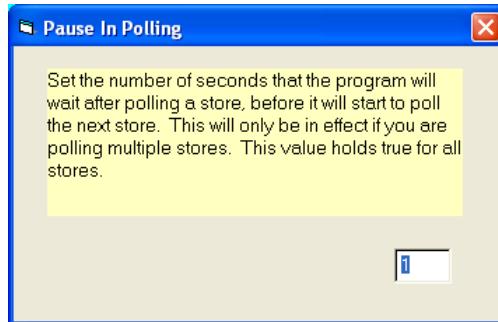 Pause In Polling
Set the number of seconds that the program will
wait after polling a store, before it will start to poll
the next store.  This will only be in effect if you are
polling multiple stores.  This value holds true for all
stores.
1